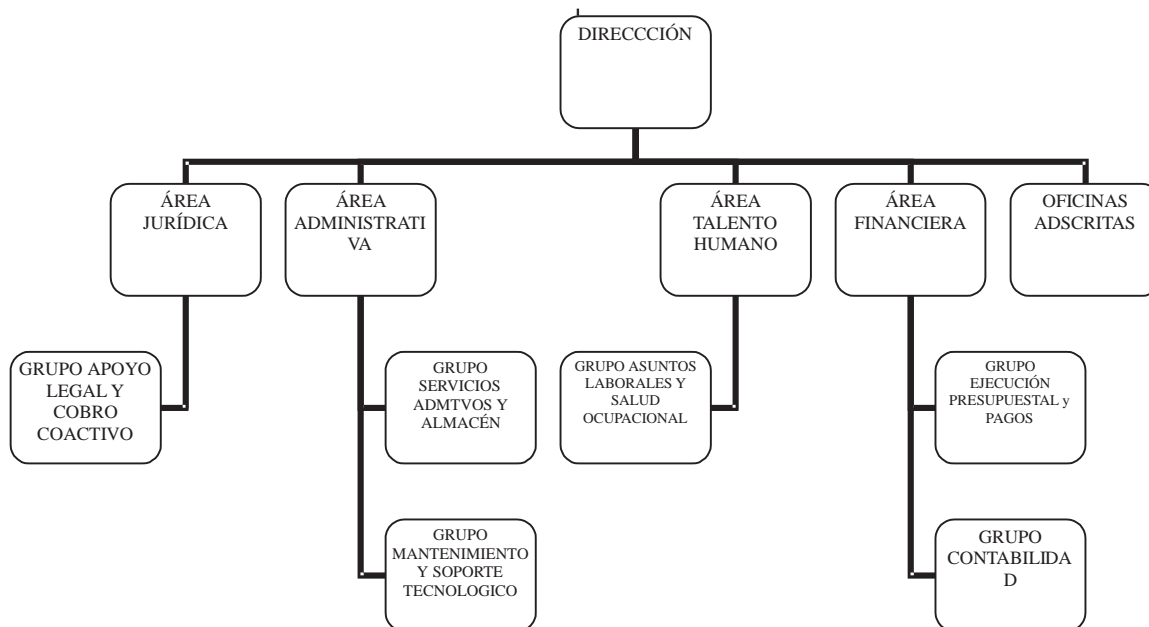 DIRECCCIÓN
ÁREA
JURÍDICA
ÁREA
ADMINISTRATI
VA
ÁREA
TALENTO
HUMANO
ÁREA
FINANCIERA
OFICINAS
ADSCRITAS
GRUPO APOYO
LEGAL Y
COBRO
COACTIVO
GRUPO
SERVICIOS
ADMTVOS Y
ALMACÉN
GRUPO ASUNTOS
LABORALES Y
SALUD
OCUPACIONAL
GRUPO
EJECUCIÓN
PRESUPUESTAL y
PAGOS
GRUPO
MANTENIMIENTO
Y SOPORTE
TECNOLOGICO
GRUPO
CONTABILIDA
D